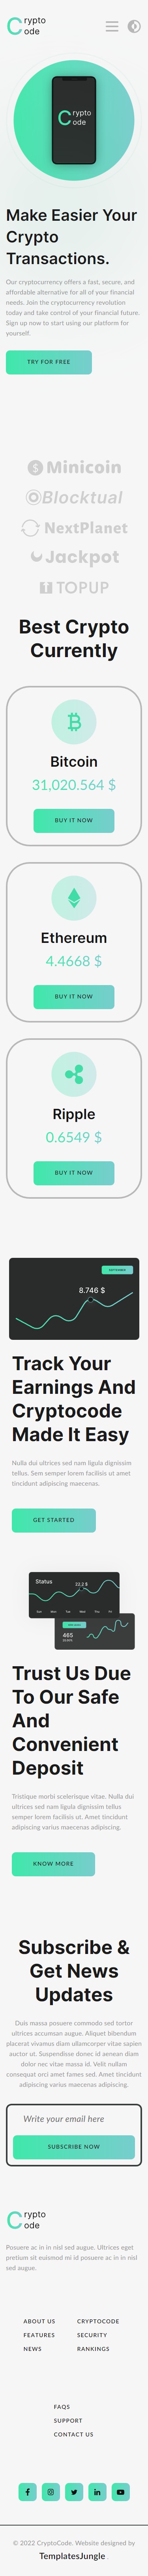 Crypto
Code
Crypto
Code
Make Easier Your
Crypto
Transactions.
Our cryptocurrency offers a fast, secure, and
affordable alternative for all of your financial
needs. Join the cryptocurrency revolution
today and take control of your financial future.
Sign up now to start using our platform for
yourself.
TRY FOR FREE
Minicoin
Blocktual
NextPlanet
Jackpot
TOPUP
Best Crypto
Currently
Bitcoin
31,020.564 $
BUY IT NOW
Ethereum
4.4668 $
BUY IT NOW
Ripple
0.6549 $
BUY IT NOW
8.746 $
Track Your
Earnings And
Cryptocode
Made It Easy
Nulla dui ultrices sed nam ligula dignissim
tellus. Sem semper lorem facilisis ut amet
tincidunt adipiscing maecenas.
GET STARTED
Status
22,2 $
465
Trust Us Due
To Our Safe
And
Convenient
Deposit
Tristique morbi scelerisque vitae. Nulla dui
ultrices sed nam ligula dignissim tellus
semper lorem facilisis ut. Amet tincidunt
adipiscing varius maecenas adipiscing.
KNOW MORE
Subscribe &
Get News
Updates
Duis massa posuere commodo sed tortor
ultrices accumsan augue. Aliquet bibendum
placerat vivamus diam ullamcorper vitae sapien
auctor ut. Suspendisse donec id aenean diam
dolor nec vitae massa id. Velit nullam
consequat orci amet fames sed. Amet tincidunt
adipiscing varius maecenas adipiscing.
Write your email here
SUBSCRIBE NOW
Crypto
Code
Posuere ac in in nisl sed augue. Ultrices eget
pretium sit euismod mi id posuere ac in in nisl
sed augue.
ABOUT US
FEATURES
NEWS
CRYPTOCODE
SECURITY
RANKINGS
FAQS
SUPPORT
CONTACT US
© 2022 CryptoCode. Website designed by
TemplatesJungle .